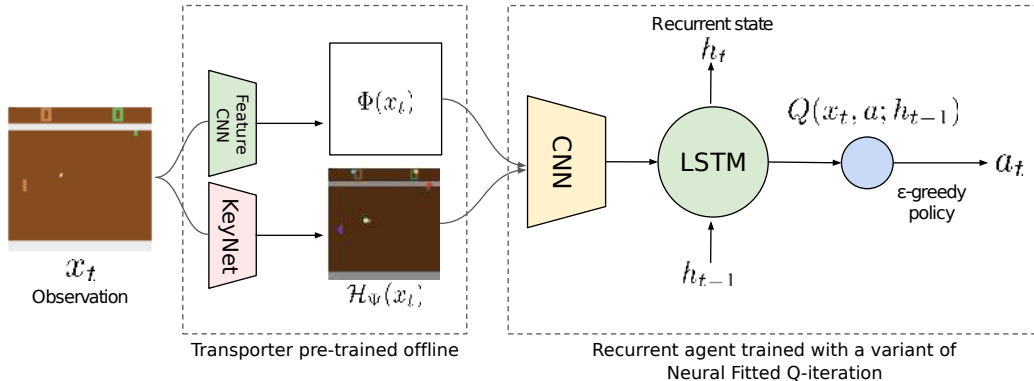 Recurrent state
h_t
Feature
CNN
Φ(x_t)
Q(x_t, a; h_{t−1})
CNN
LSTM
a_t
ε-greedy
policy
KeyNet
x_t
Observation
H_Ψ(x_t)
h_{t−1}
Transporter pre-trained offline
Recurrent agent trained with a variant of
Neural Fitted Q-iteration